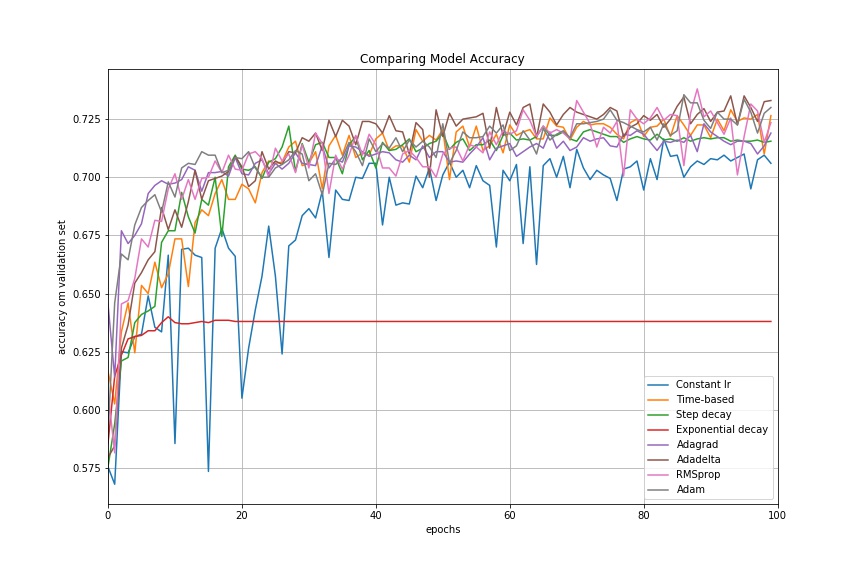 Comparing Model Accuracy
accuracy om validation set
0.725
0.700
0.675
0.650
0.625
0.600
0.575
0
20
40
60
80
100
epochs
Constant lr
Time-based
Step decay
Exponential decay
Adagrad
Adadelta
RMSprop
Adam